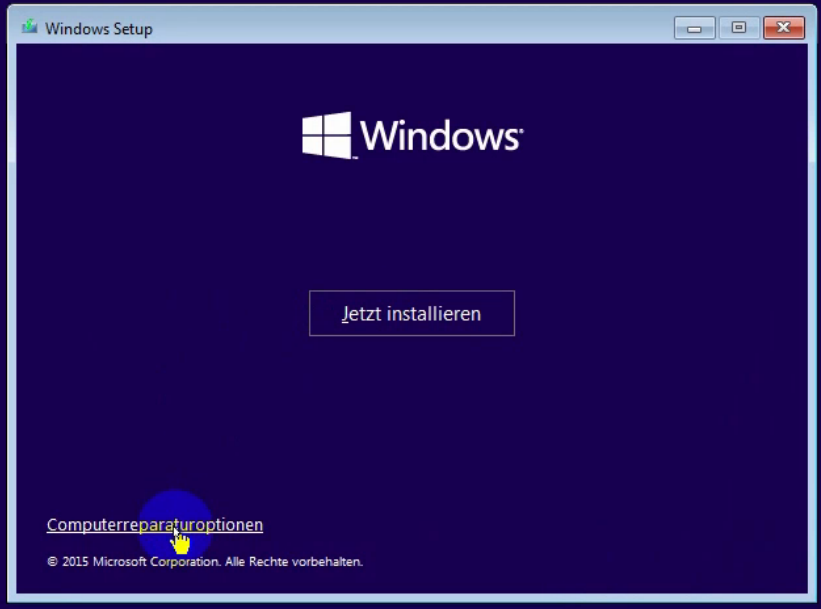 Windows Setup
Windows
Jetzt installieren
Computerreparaturoptionen
© 2015 Microsoft Corporation. Alle Rechte vorbehalten.